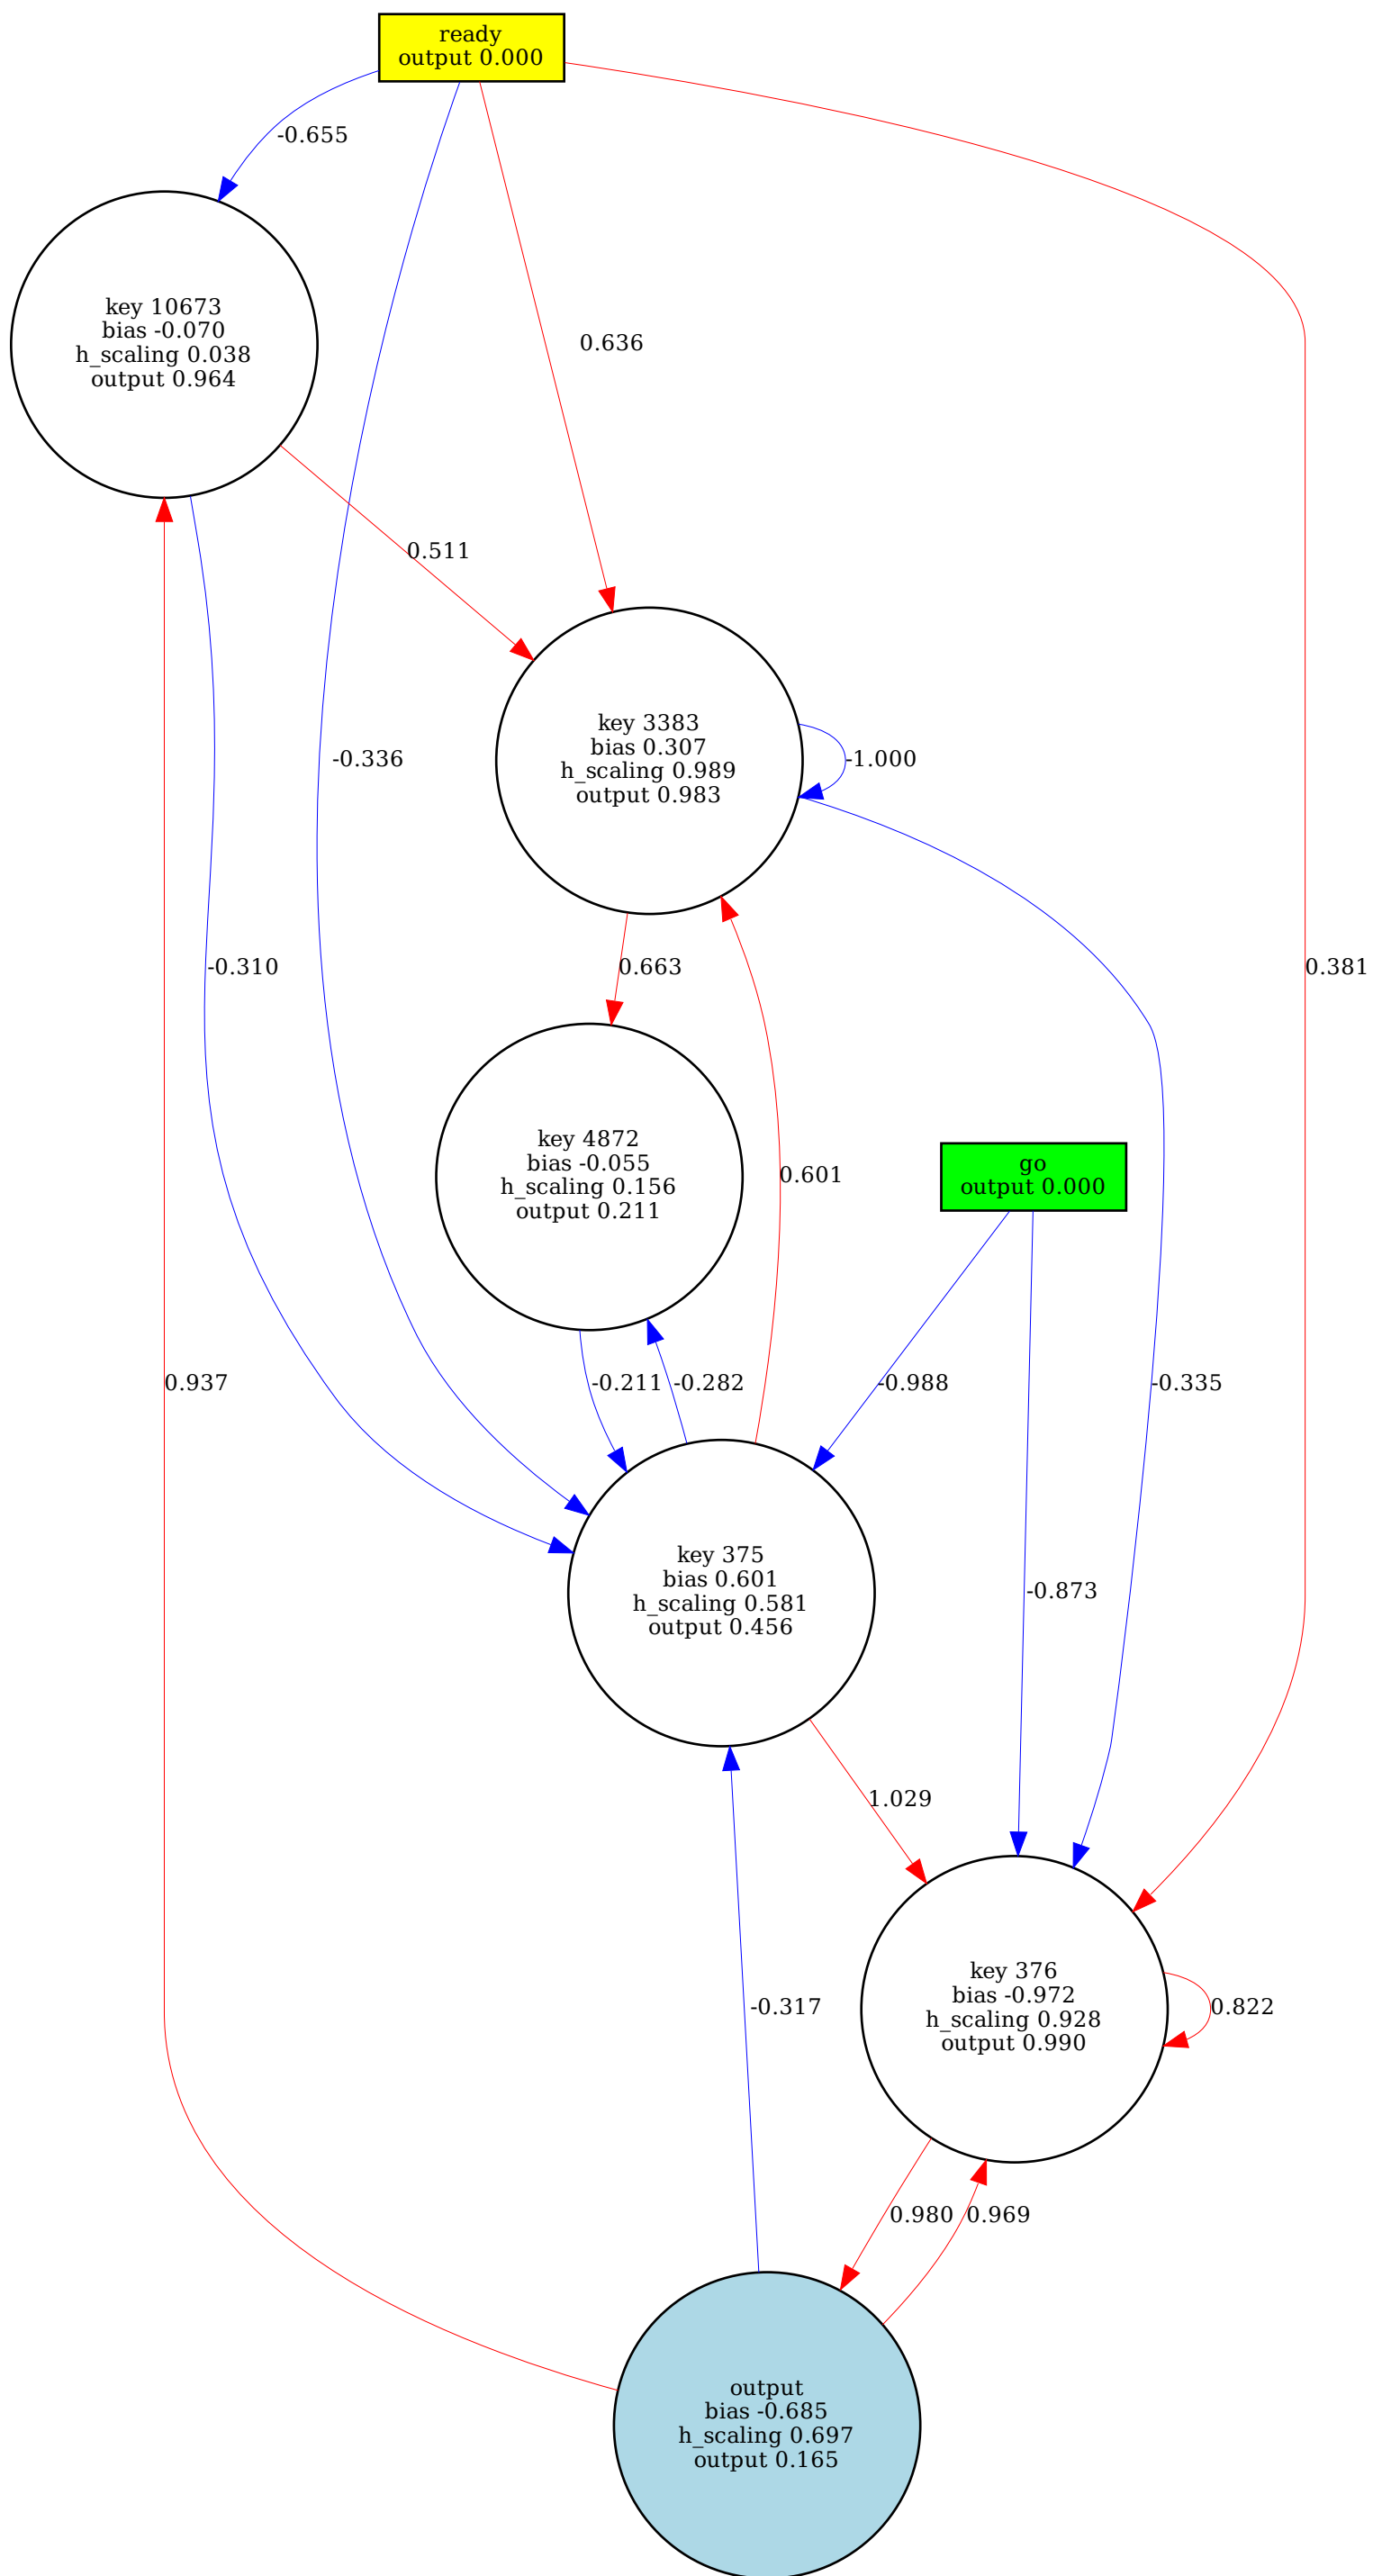 ready
output 0.000
-0.655
key 10673
bias -0.070
h_scaling 0.038
output 0.964
0.636
0.511
key 3383
bias 0.307
h_scaling 0.989
output 0.983
-0.336
-1.000
-0.310
0.663
0.381
key 4872
bias -0.055
h_scaling 0.156
output 0.211
0.601
go
output 0.000
0.937
-0.211
-0.282
-0.988
-0.335
key 375
bias 0.601
h_scaling 0.581
output 0.456
-0.873
1.029
key 376
bias -0.972
h_scaling 0.928
output 0.990
-0.317
0.822
0.980
0.969
output
bias -0.685
h_scaling 0.697
output 0.165